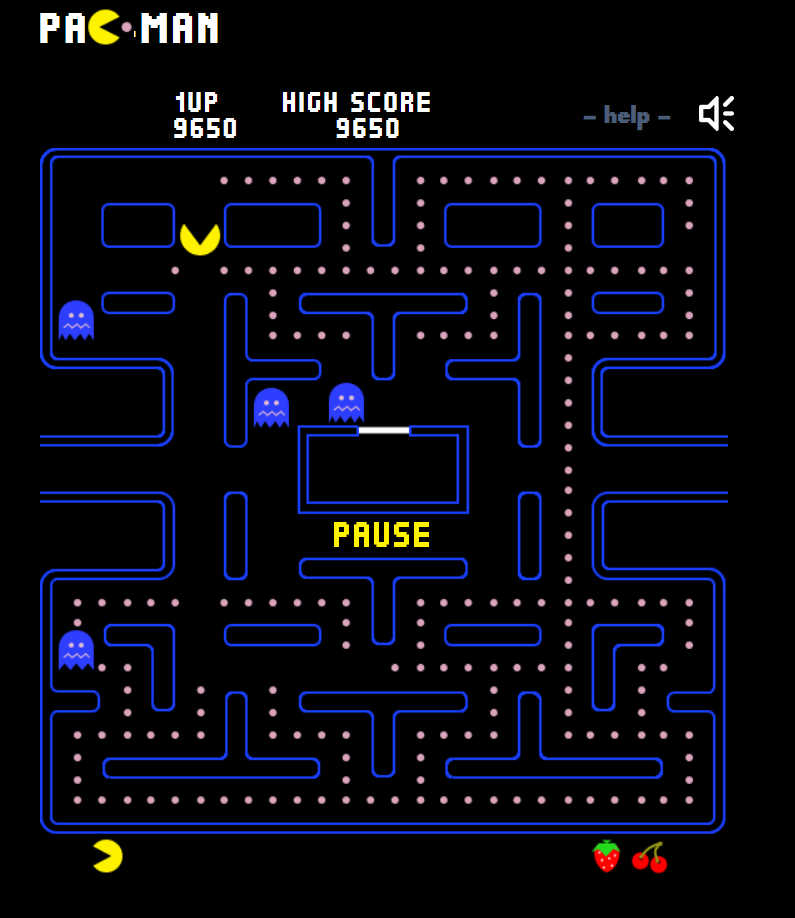 PAC-MAN
1UP HIGH SCORE
9650 9650
– help –
PAUSE